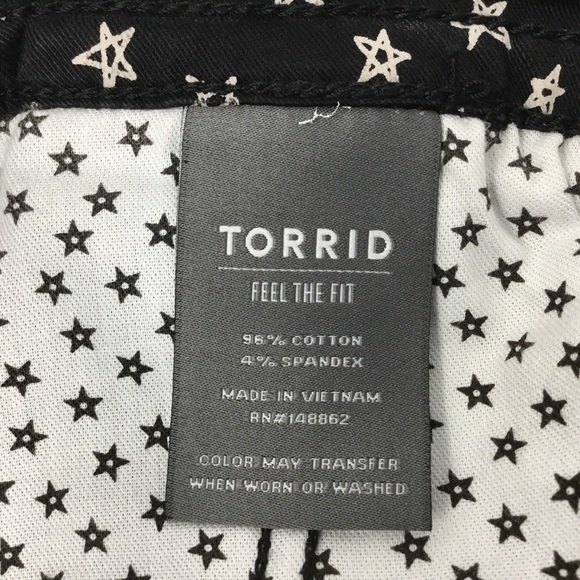 TORRID
FEEL THE FIT
96% COTTON
4% SPANDEX
MADE IN VIETNAM
RN#148862
COLOR MAY TRANSFER
WHEN WORN OR WASHED